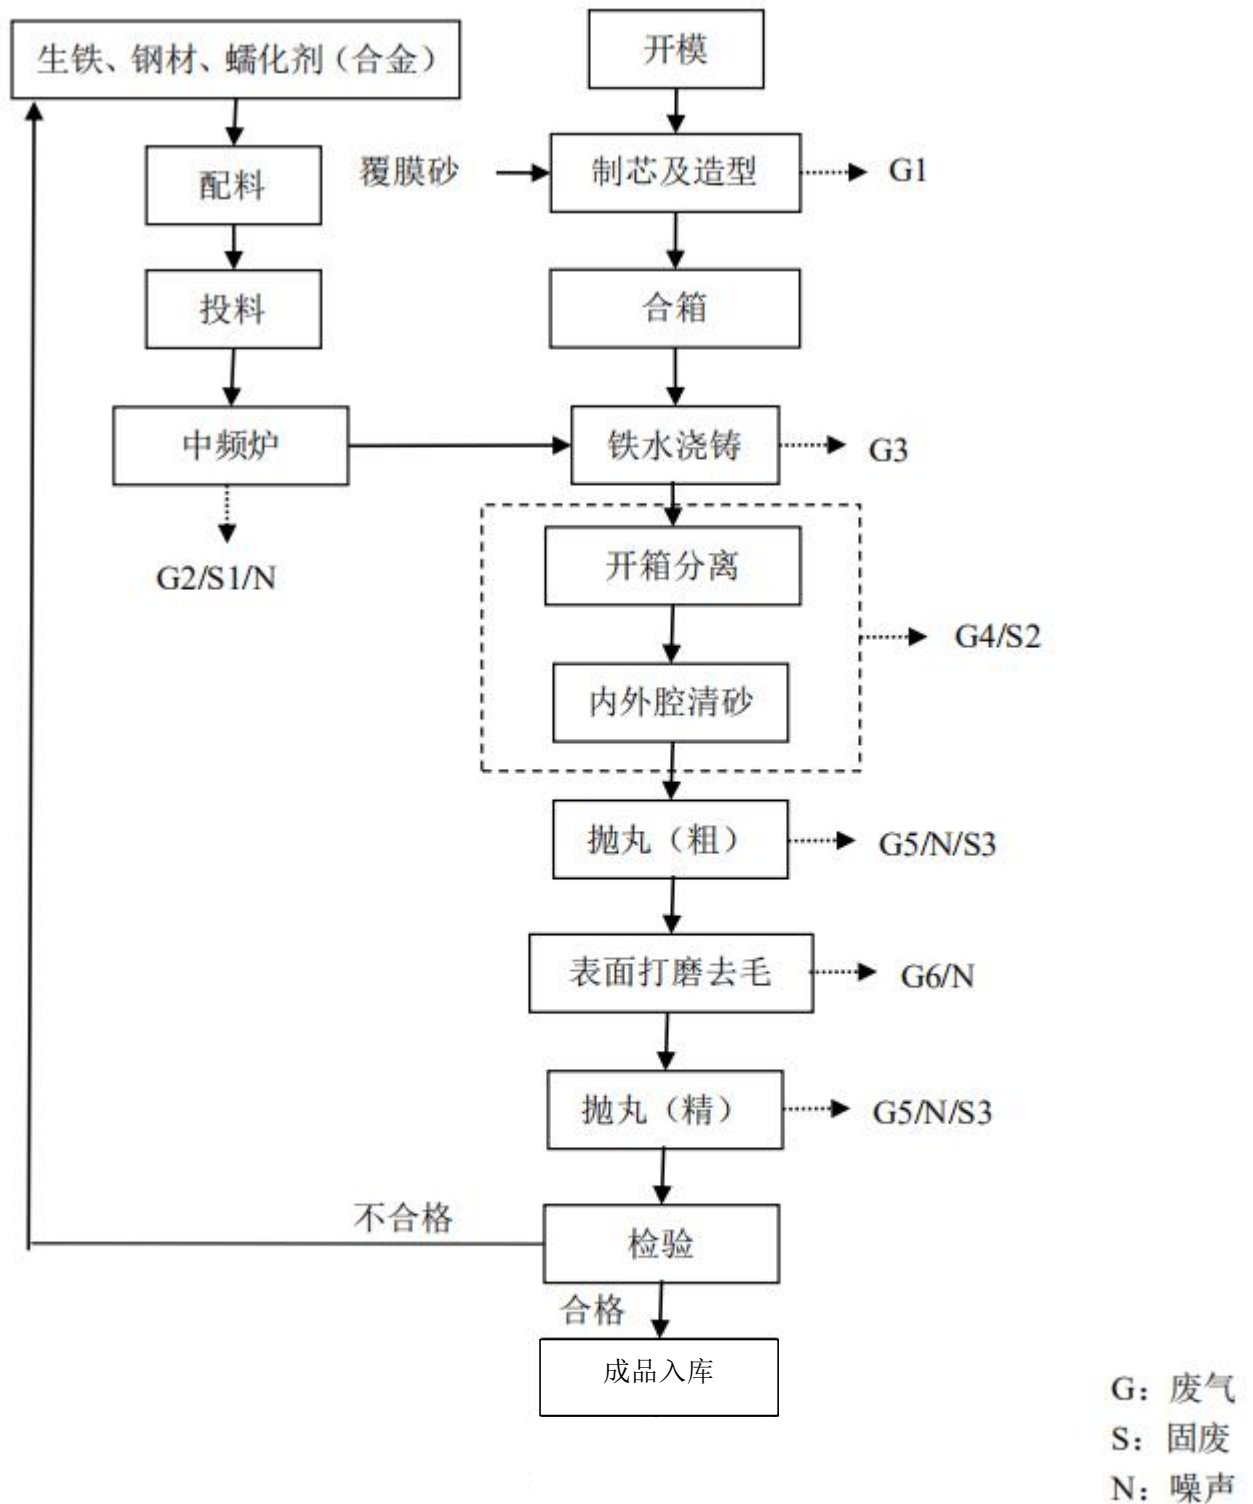 生铁、钢材、蠕化剂（合金）
开模
配料
覆膜砂
制芯及造型
G1
投料
合箱
中频炉
铁水浇铸
G3
G2/S1/N
开箱分离
G4/S2
内外腔清砂
抛丸（粗）
G5/N/S3
表面打磨去毛
G6/N
抛丸（精）
G5/N/S3
不合格
检验
合格
成品入库
G：废气
S：固废
N：噪声